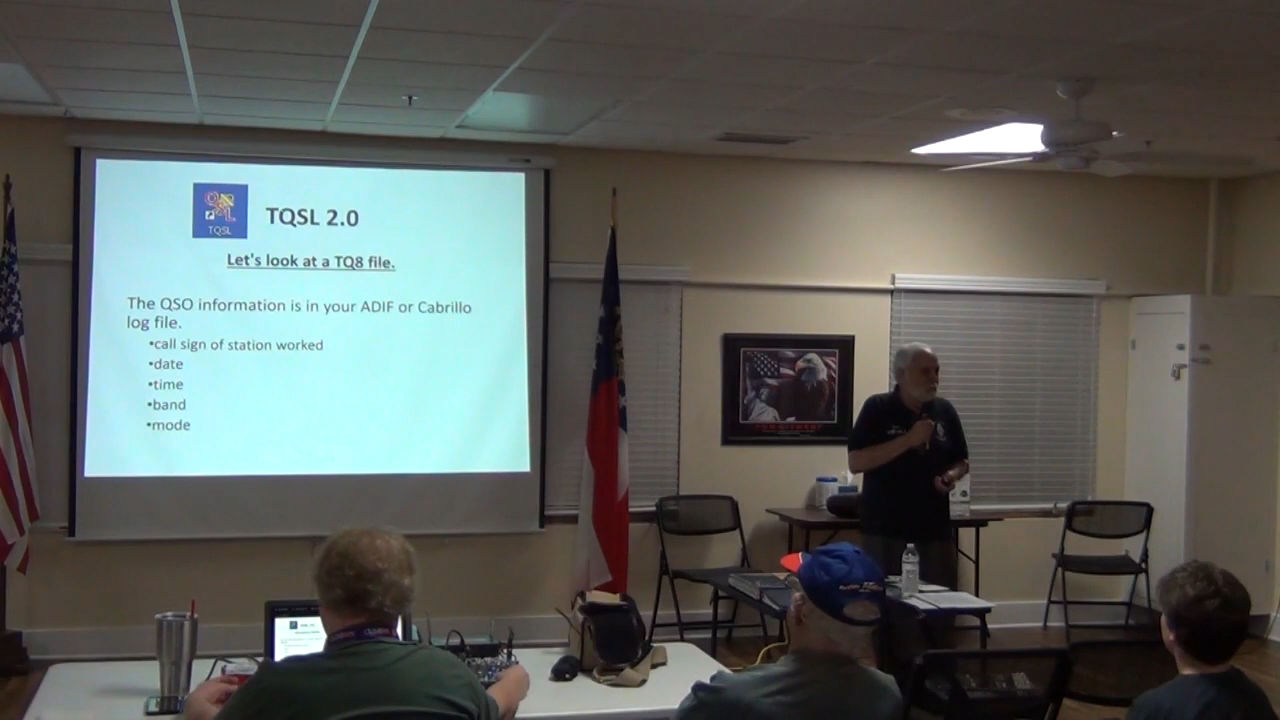 TQSL
TQSL 2.0
Let's look at a TQ8 file.
The QSO information is in your ADIF or Cabrillo
log file.
•call sign of station worked
•date
•time
•band
•mode